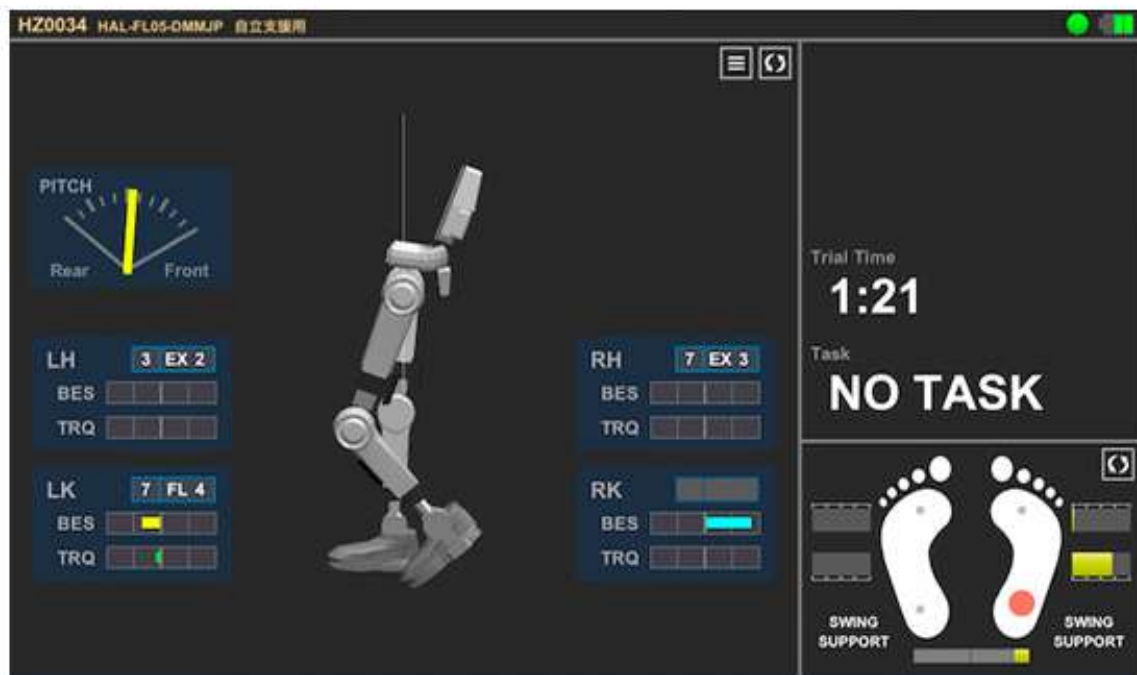 HZ0034 HAL-FL05-DMMJP 自立支援用
PITCH
Rear Front
LH 3 EX 2
BES
TRQ
LK 7 FL 4
BES
TRQ
RH 7 EX 3
BES
TRQ
RK
BES
TRQ
Trial Time
1:21
Task
NO TASK
SWING SUPPORT
SWING SUPPORT